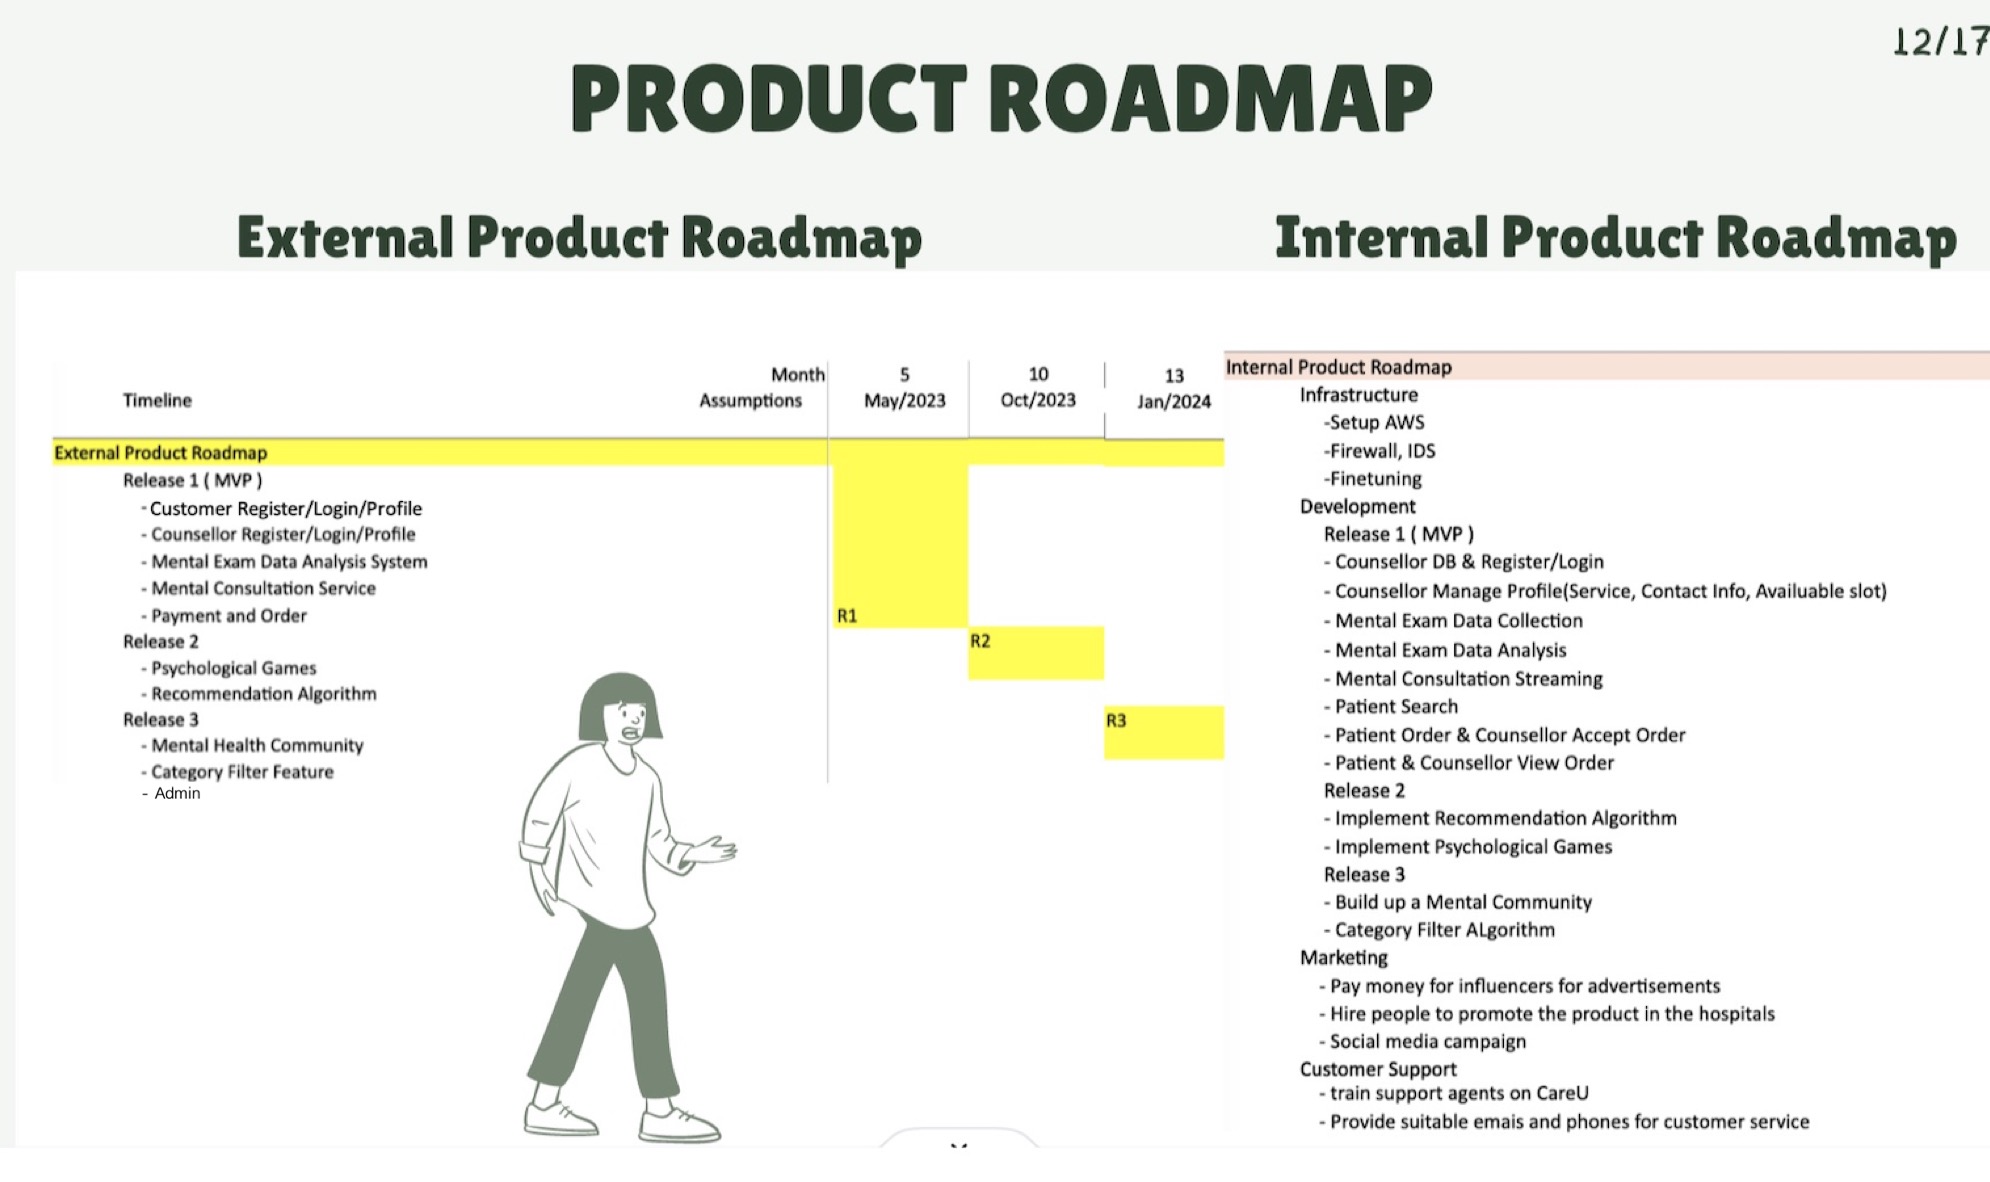 12/17
PRODUCT ROADMAP
External Product Roadmap
Month 5 10 13
Timeline Assumptions May/2023 Oct/2023 Jan/2024
External Product Roadmap
Release 1 ( MVP )
- Customer Register/Login/Profile
- Counsellor Register/Login/Profile
- Mental Exam Data Analysis System
- Mental Consultation Service
- Payment and Order R1
Release 2 R2
- Psychological Games
- Recommendation Algorithm
Release 3 R3
- Mental Health Community
- Category Filter Feature
- Admin
Internal Product Roadmap
Internal Product Roadmap
Infrastructure
-Setup AWS
-Firewall, IDS
-Finetuning
Development
Release 1 ( MVP )
- Counsellor DB & Register/Login
- Counsellor Manage Profile(Service, Contact Info, Availuable slot)
- Mental Exam Data Collection
- Mental Exam Data Analysis
- Mental Consultation Streaming
- Patient Search
- Patient Order & Counsellor Accept Order
- Patient & Counsellor View Order
Release 2
- Implement Recommendation Algorithm
- Implement Psychological Games
Release 3
- Build up a Mental Community
- Category Filter ALgorithm
Marketing
- Pay money for influencers for advertisements
- Hire people to promote the product in the hospitals
- Social media campaign
Customer Support
- train support agents on CareU
- Provide suitable emais and phones for customer service